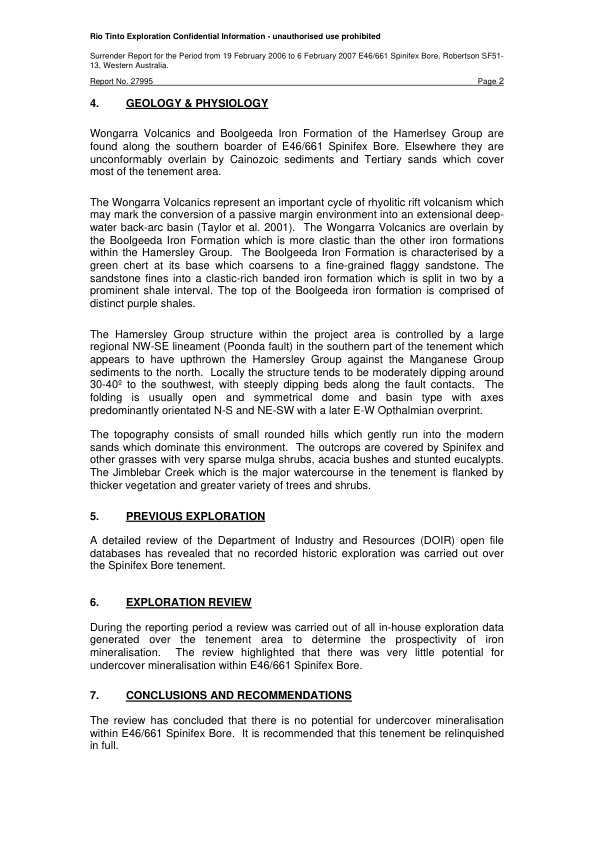 Rio Tinto Exploration Confidential Information - unauthorised use prohibited
Surrender Report for the Period from 19 February 2006 to 6 February 2007 E46/661 Spinifex Bore, Robertson SF51-
13, Western Australia.
Report No. 27995 Page 2
4. GEOLOGY & PHYSIOLOGY
Wongarra Volcanics and Boolgeeda Iron Formation of the Hamerlsey Group are
found along the southern boarder of E46/661 Spinifex Bore. Elsewhere they are
unconformably overlain by Cainozoic sediments and Tertiary sands which cover
most of the tenement area.
The Wongarra Volcanics represent an important cycle of rhyolitic rift volcanism which
may mark the conversion of a passive margin environment into an extensional deep-
water back-arc basin (Taylor et al. 2001). The Wongarra Volcanics are overlain by
the Boolgeeda Iron Formation which is more clastic than the other iron formations
within the Hamersley Group. The Boolgeeda Iron Formation is characterised by a
green chert at its base which coarsens to a fine-grained flaggy sandstone. The
sandstone fines into a clastic-rich banded iron formation which is split in two by a
prominent shale interval. The top of the Boolgeeda iron formation is comprised of
distinct purple shales.
The Hamersley Group structure within the project area is controlled by a large
regional NW-SE lineament (Poonda fault) in the southern part of the tenement which
appears to have upthrown the Hamersley Group against the Manganese Group
sediments to the north. Locally the structure tends to be moderately dipping around
30-40º to the southwest, with steeply dipping beds along the fault contacts. The
folding is usually open and symmetrical dome and basin type with axes
predominantly orientated N-S and NE-SW with a later E-W Opthalmian overprint.
The topography consists of small rounded hills which gently run into the modern
sands which dominate this environment. The outcrops are covered by Spinifex and
other grasses with very sparse mulga shrubs, acacia bushes and stunted eucalypts.
The Jimblebar Creek which is the major watercourse in the tenement is flanked by
thicker vegetation and greater variety of trees and shrubs.
5. PREVIOUS EXPLORATION
A detailed review of the Department of Industry and Resources (DOIR) open file
databases has revealed that no recorded historic exploration was carried out over
the Spinifex Bore tenement.
6. EXPLORATION REVIEW
During the reporting period a review was carried out of all in-house exploration data
generated over the tenement area to determine the prospectivity of iron
mineralisation. The review highlighted that there was very little potential for
undercover mineralisation within E46/661 Spinifex Bore.
7. CONCLUSIONS AND RECOMMENDATIONS
The review has concluded that there is no potential for undercover mineralisation
within E46/661 Spinifex Bore. It is recommended that this tenement be relinquished
in full.